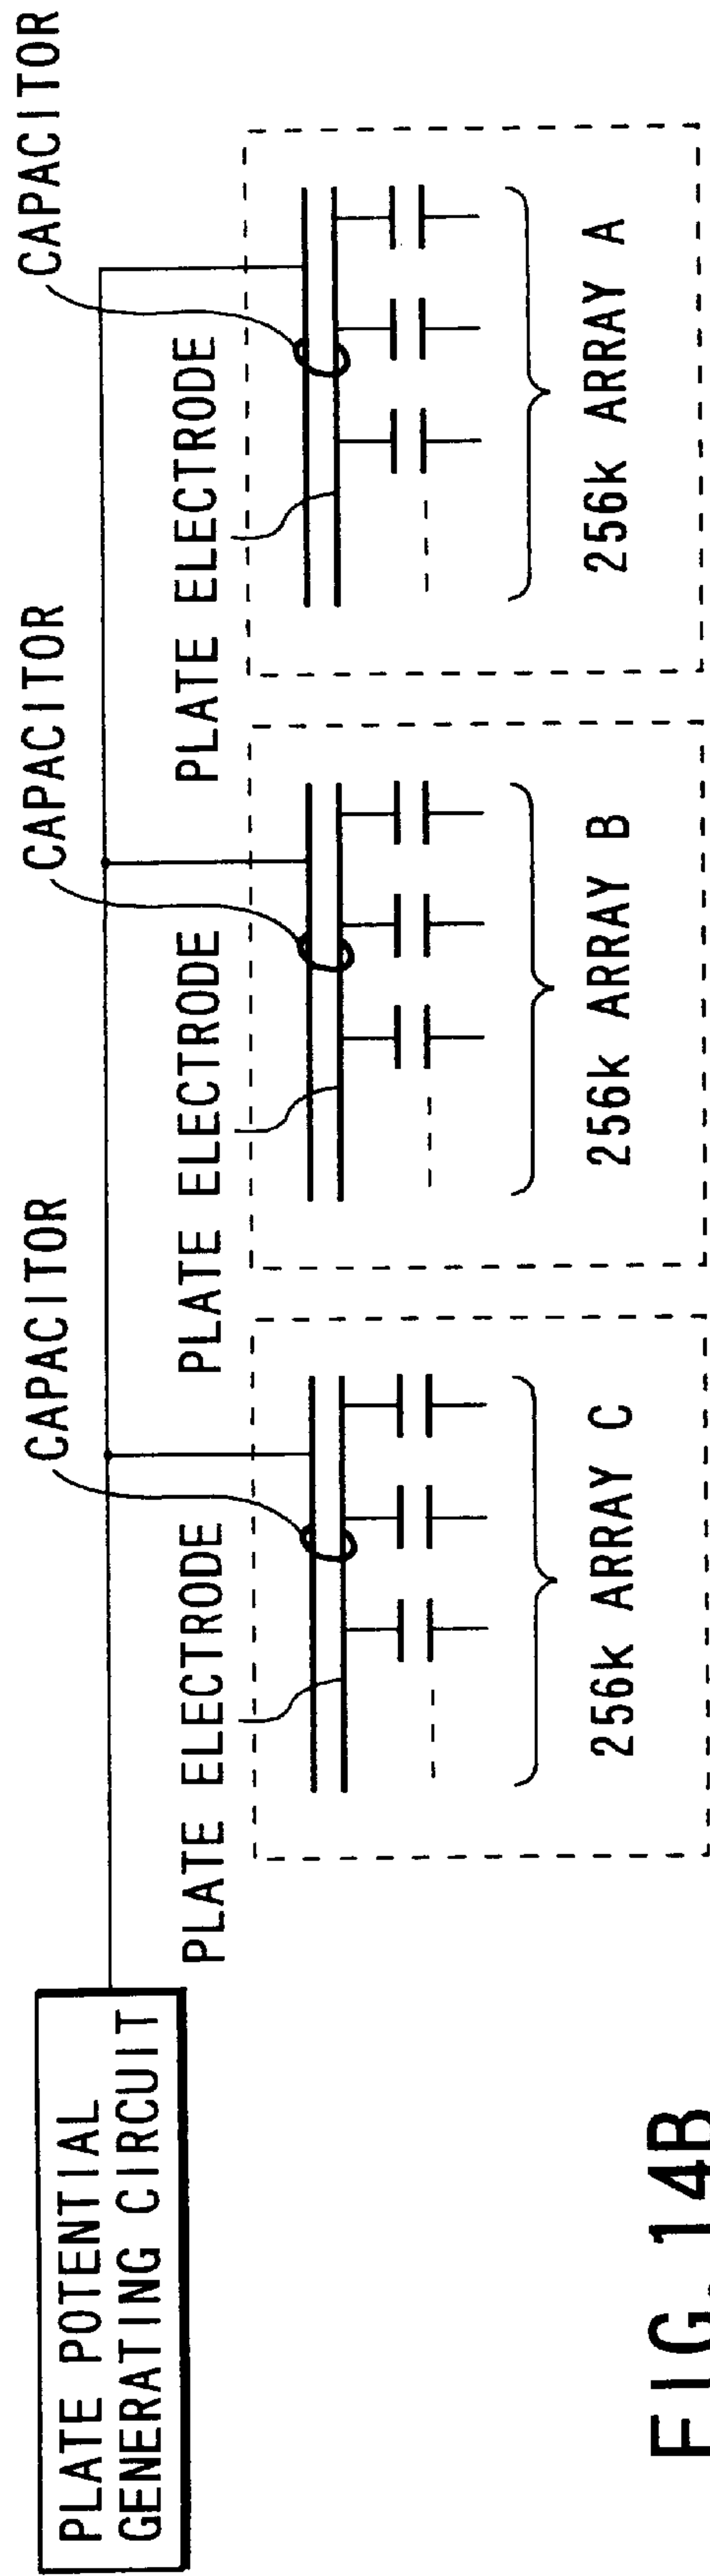 PLATE POTENTIAL
GENERATING CIRCUIT
CAPACITOR
CAPACITOR
CAPACITOR
PLATE ELECTRODE
PLATE ELECTRODE
PLATE ELECTRODE
256k ARRAY C
256k ARRAY B
256k ARRAY A
FIG. 14B